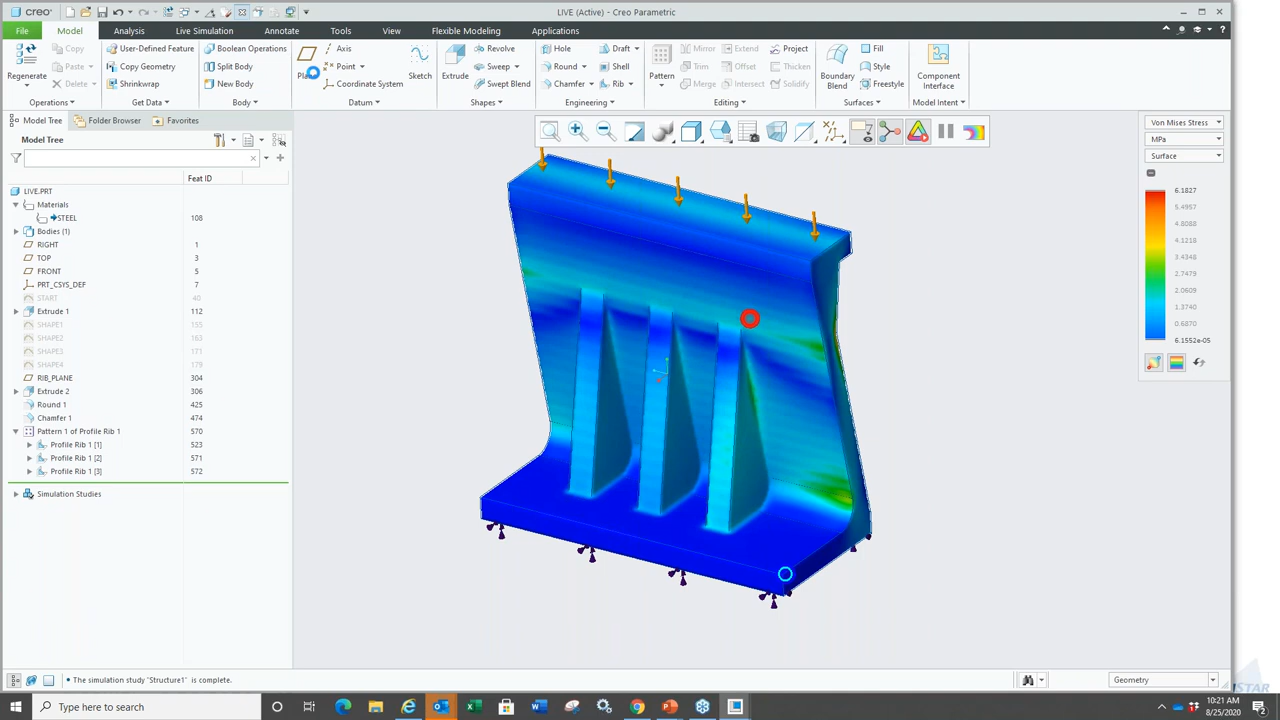 creo LIVE (Active) - Creo Parametric
File Model Analysis Live Simulation Annotate Tools View Flexible Modeling Applications
Regenerate
Copy
Paste
Delete
Operations
User-Defined Feature
Copy Geometry
Shrinkwrap
Get Data
Boolean Operations
Split Body
New Body
Body
Axis
Point
Coordinate System
Sketch
Datum
Extrude
Revolve
Sweep
Swept Blend
Shapes
Hole
Round
Chamfer
Draft
Shell
Rib
Engineering
Pattern
Mirror
Trim
Merge
Extend
Offset
Intersect
Project
Thicken
Solidify
Editing
Boundary
Blend
Fill
Style
Freestyle
Surfaces
Component
Interface
Model Intent
Model Tree Folder Browser Favorites
Model Tree
Feat ID
LIVE.PRT
Materials
STEEL 108
Bodies (1)
RIGHT 1
TOP 3
FRONT 5
PRT_CSYS_DEF 7
START 40
Extrude 1 112
SHAPE1 155
SHAPE2 163
SHAPE3 171
SHAPE4 179
RIB_PLANE 304
Extrude 2 306
Round 1 425
Chamfer 1 474
Pattern 1 of Profile Rib 1 570
Profile Rib 1 [1] 523
Profile Rib 1 [2] 571
Profile Rib 1 [3] 572
Simulation Studies
Von Mises Stress
MPa
Surface
6.1827
5.4957
4.8088
4.1218
3.4348
2.7479
2.0609
1.3740
0.6870
6.1552e-05
• The simulation study "Structure1" is complete.
Geometry
Type here to search
10:21 AM
8/25/2020